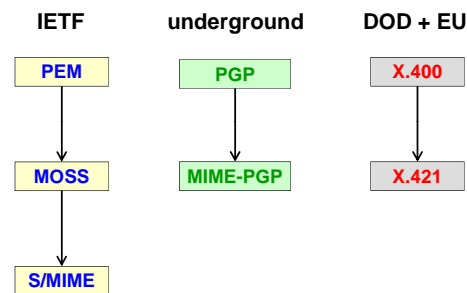 IETF underground DOD + EU
PEM PGP X.400
MOSS MIME-PGP X.421
S/MIME